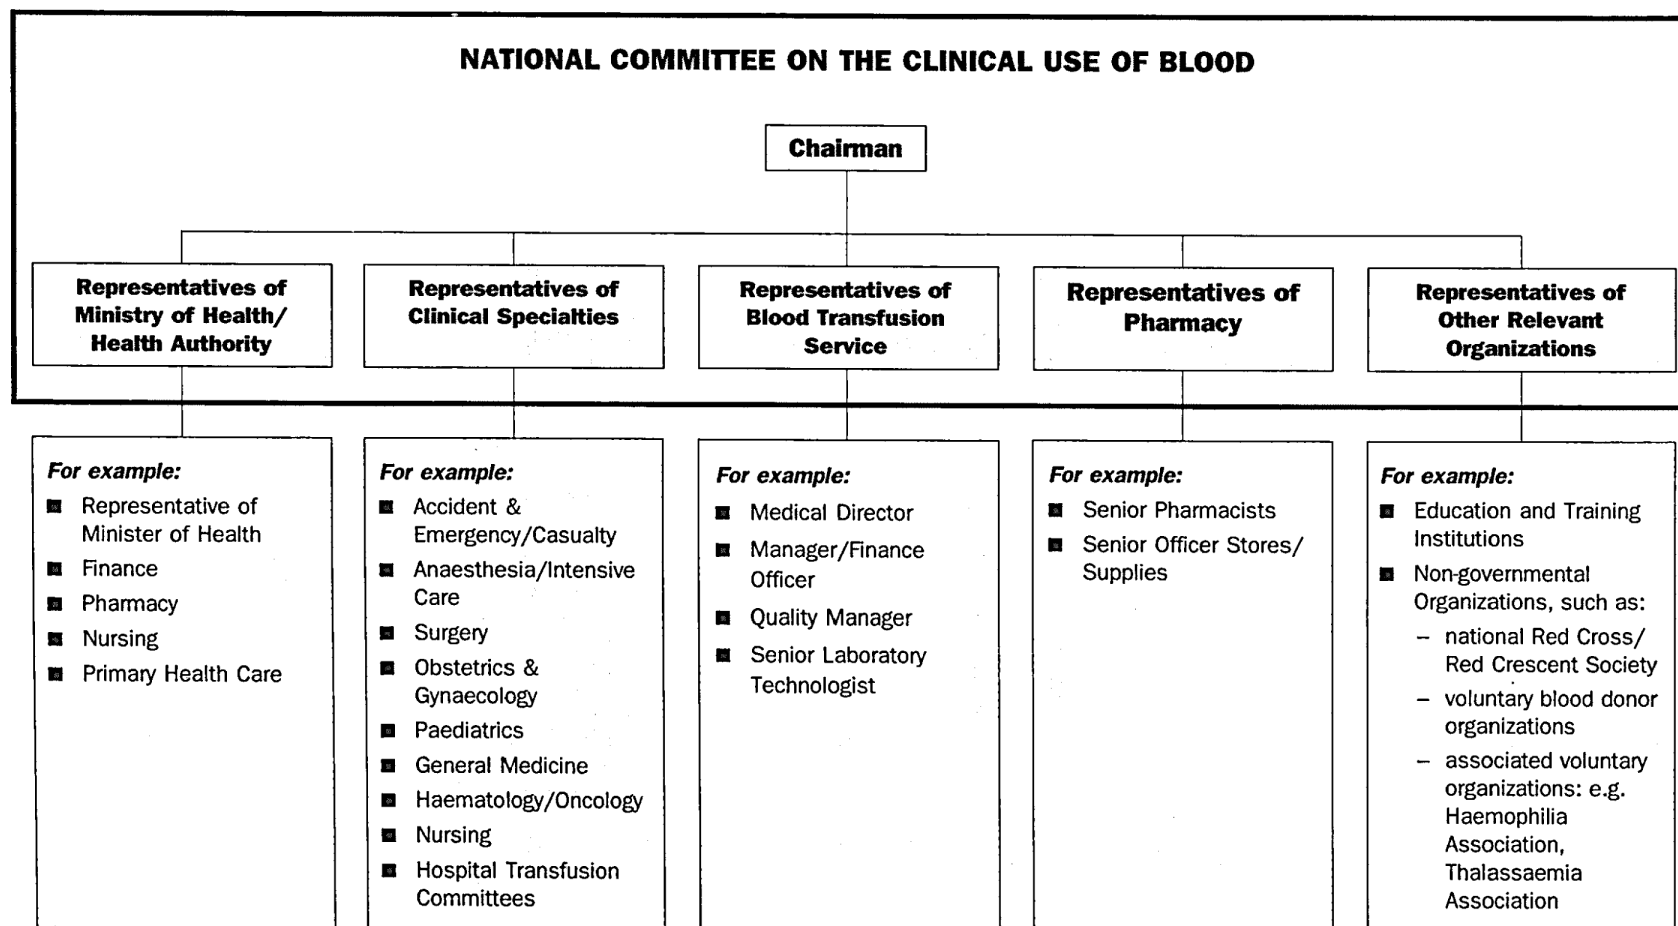 NATIONAL COMMITTEE ON THE CLINICAL USE OF BLOOD
Chairman
Representatives of
Ministry of Health/
Health Authority
Representatives of
Clinical Specialties
Representatives of
Blood Transfusion
Service
Representatives of
Pharmacy
Representatives of
Other Relevant
Organizations
For example:
■ Representative of
Minister of Health
■ Finance
■ Pharmacy
■ Nursing
■ Primary Health Care
For example:
■ Accident &
Emergency/Casualty
■ Anaesthesia/Intensive
Care
■ Surgery
■ Obstetrics &
Gynaecology
■ Paediatrics
■ General Medicine
■ Haematology/Oncology
■ Nursing
■ Hospital Transfusion
Committees
For example:
■ Medical Director
■ Manager/Finance
Officer
■ Quality Manager
■ Senior Laboratory
Technologist
For example:
■ Senior Pharmacists
■ Senior Officer Stores/
Supplies
For example:
■ Education and Training
Institutions
■ Non-governmental
Organizations, such as:
– national Red Cross/
Red Crescent Society
– voluntary blood donor
organizations
– associated voluntary
organizations: e.g.
Haemophilia
Association,
Thalassaemia
Association